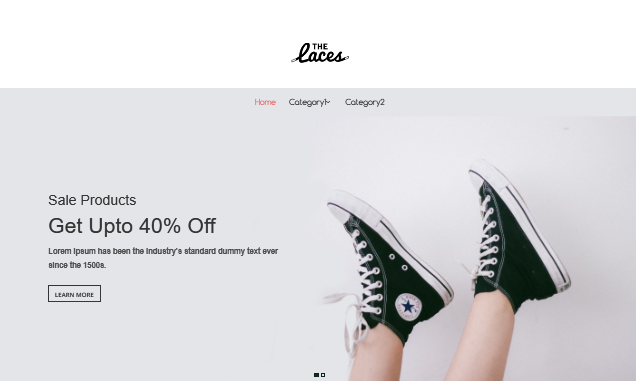 THE
laces
Home Category1 Category2
Sale Products
Get Upto 40% Off
Lorem Ipsum has been the industry's standard dummy text ever
since the 1500s.
LEARN MORE